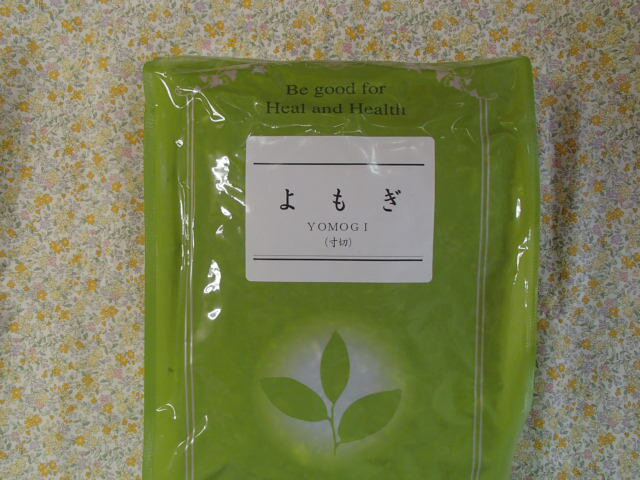 Be good for
Heal and Health
よもぎ
YOMOGI
(寸切)